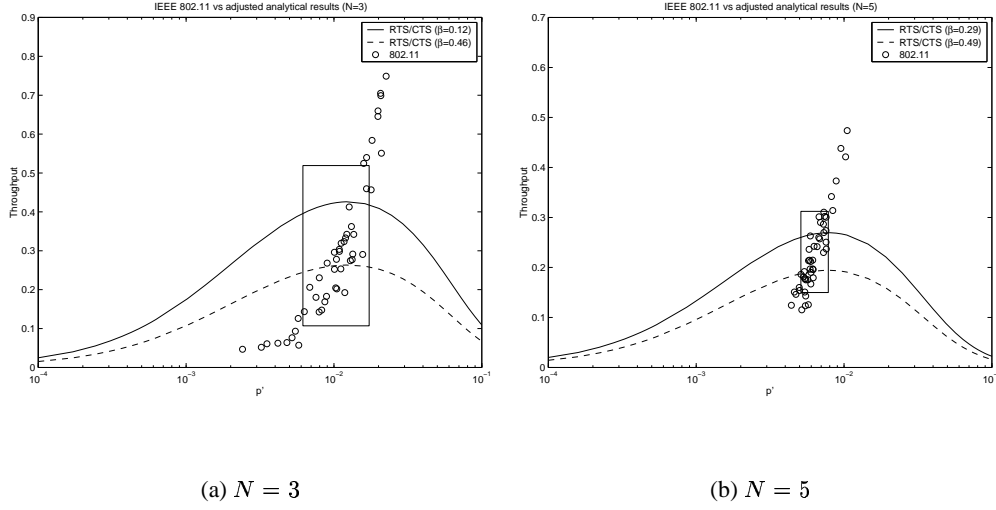 IEEE 802.11 vs adjusted analytical results (N=3)
RTS/CTS (β=0.12)
RTS/CTS (β=0.46)
802.11
Throughput
0.9
0.8
0.7
0.6
0.5
0.4
0.3
0.2
0.1
0
10^-4
10^-3
10^-2
10^-1
p'
(a) N = 3
IEEE 802.11 vs adjusted analytical results (N=5)
RTS/CTS (β=0.29)
RTS/CTS (β=0.49)
802.11
Throughput
0.7
0.6
0.5
0.4
0.3
0.2
0.1
0
10^-4
10^-3
10^-2
10^-1
p'
(b) N = 5